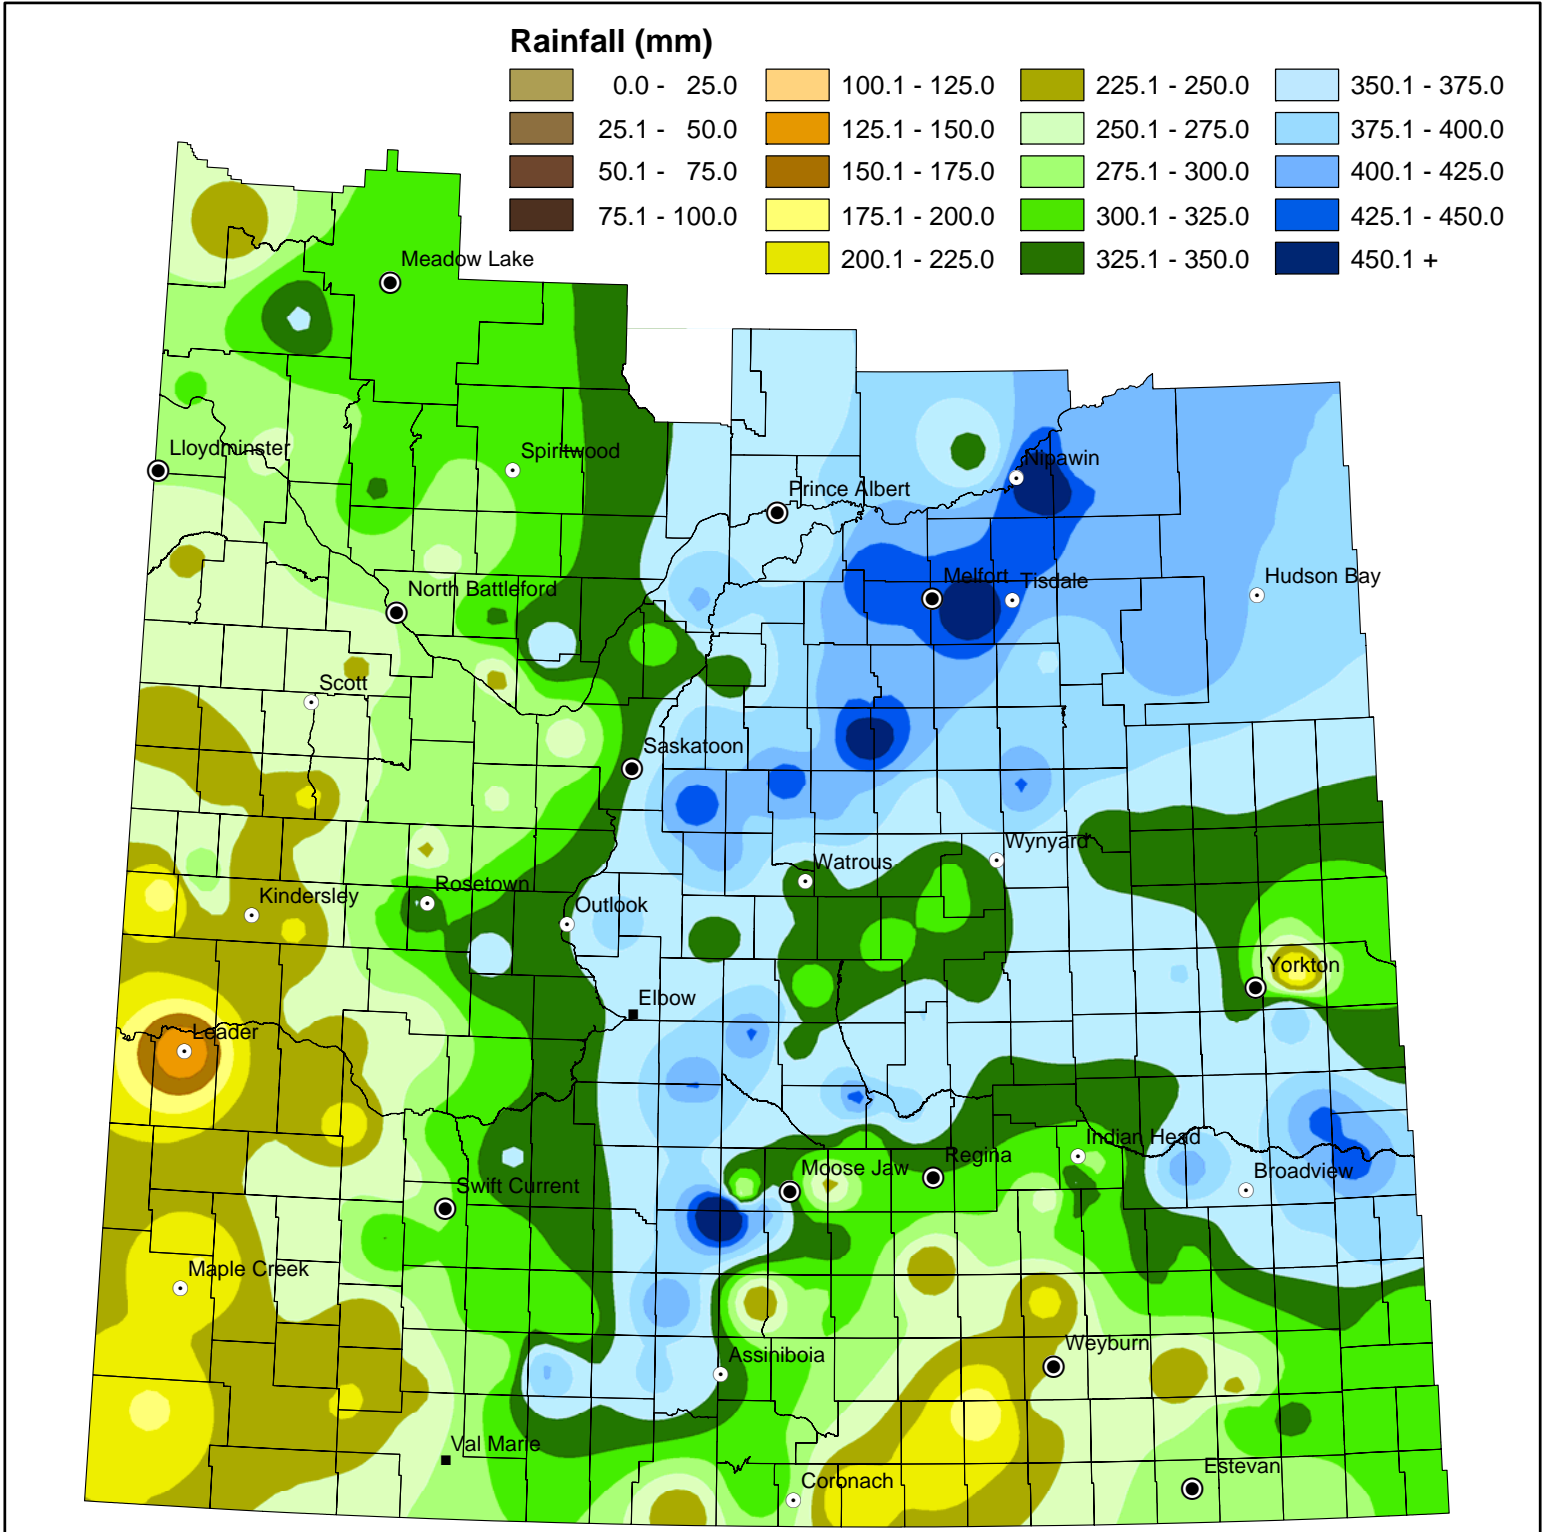 Rainfall (mm)
0.0 - 25.0
25.1 - 50.0
50.1 - 75.0
75.1 - 100.0
100.1 - 125.0
125.1 - 150.0
150.1 - 175.0
175.1 - 200.0
200.1 - 225.0
225.1 - 250.0
250.1 - 275.0
275.1 - 300.0
300.1 - 325.0
325.1 - 350.0
350.1 - 375.0
375.1 - 400.0
400.1 - 425.0
425.1 - 450.0
450.1 +
Meadow Lake
Lloydminster
Spiritwood
Nipawin
Prince Albert
North Battleford
Melfort
Tisdale
Hudson Bay
Scott
Saskatoon
Watrous
Wynyard
Kindersley
Rosetown
Outlook
Yorkton
Elbow
Leader
Indian Head
Regina
Moose Jaw
Broadview
Swift Current
Maple Creek
Assiniboia
Weyburn
Val Marie
Coronach
Estevan